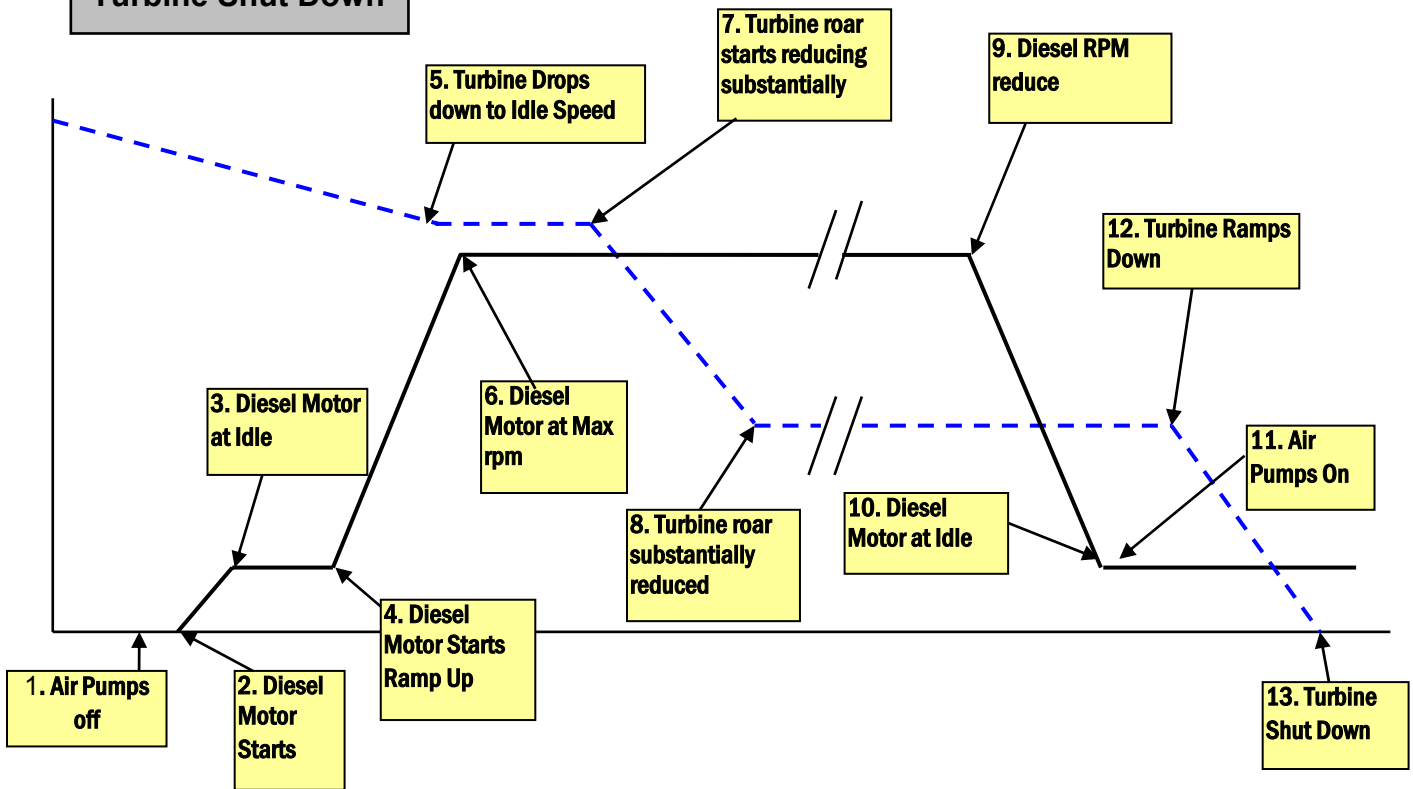 Turbine Shut Down
7. Turbine roar
starts reducing
substantially
9. Diesel RPM
reduce
5. Turbine Drops
down to Idle Speed
12. Turbine Ramps
Down
3. Diesel Motor
at Idle
6. Diesel
Motor at Max
rpm
11. Air
Pumps On
10. Diesel
Motor at Idle
8. Turbine roar
substantially
reduced
4. Diesel
Motor Starts
Ramp Up
1. Air Pumps
off
2. Diesel
Motor
Starts
13. Turbine
Shut Down